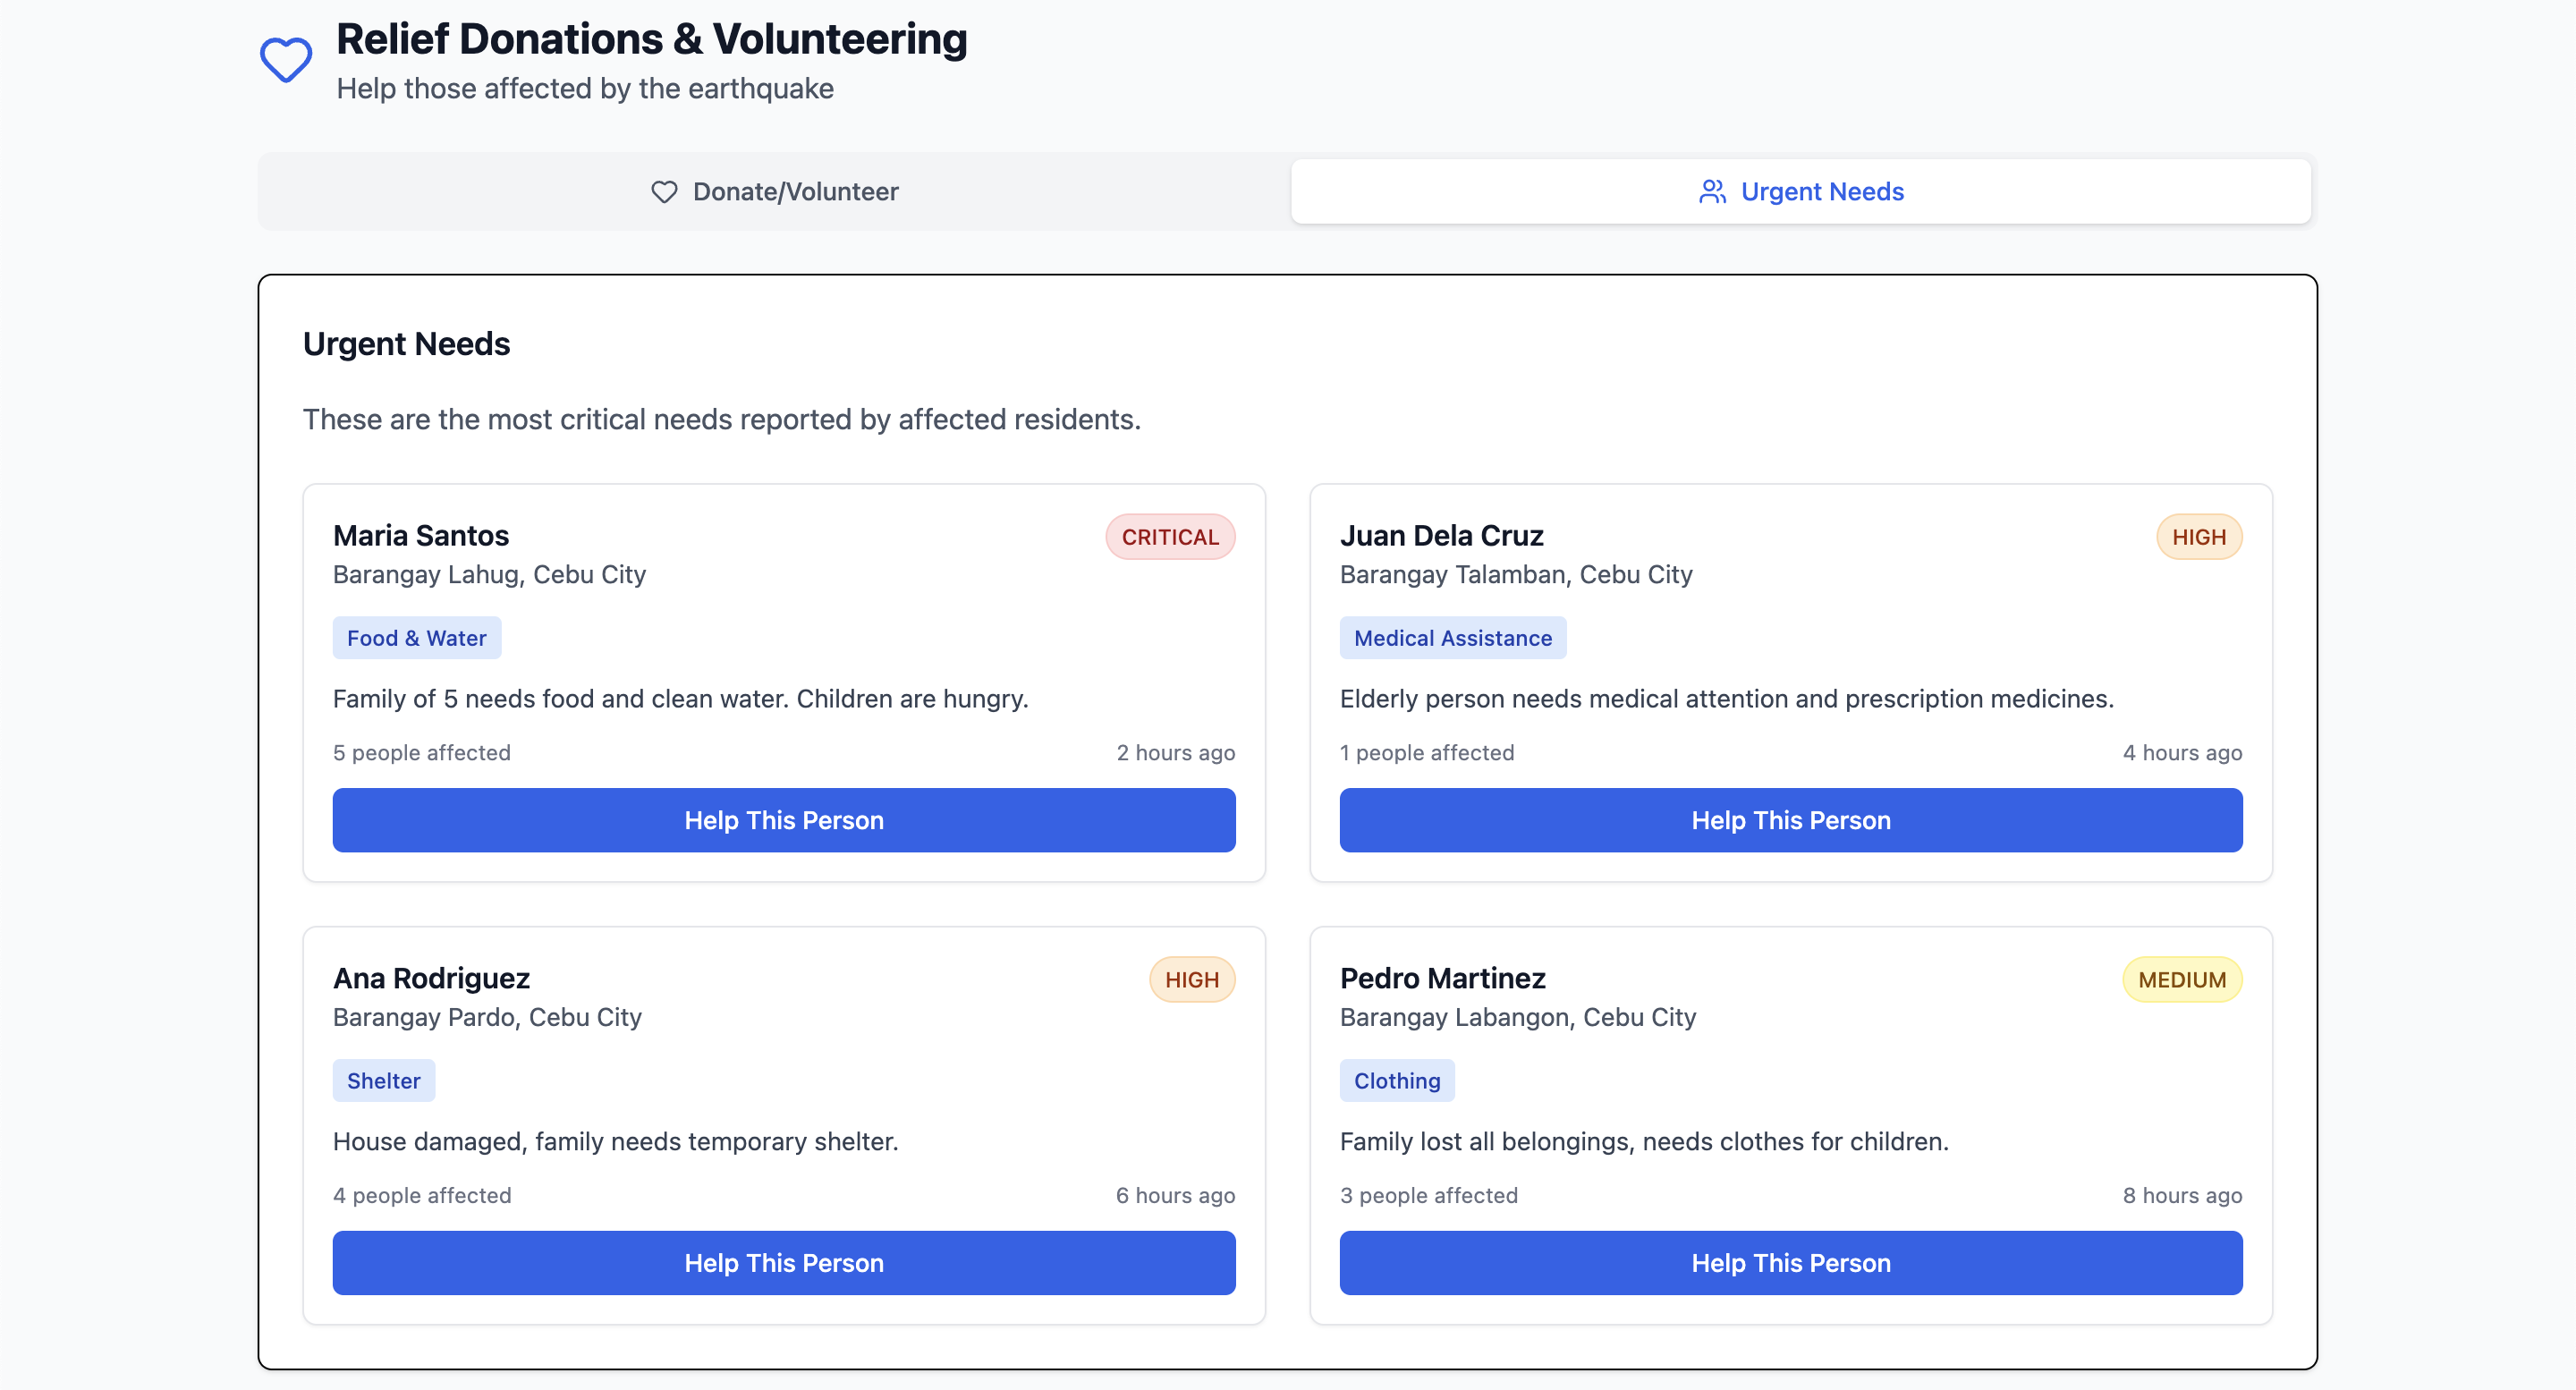 Relief Donations & Volunteering
Help those affected by the earthquake
Donate/Volunteer
Urgent Needs
Urgent Needs
These are the most critical needs reported by affected residents.
Maria Santos
CRITICAL
Barangay Lahug, Cebu City
Food & Water
Family of 5 needs food and clean water. Children are hungry.
5 people affected
2 hours ago
Help This Person
Juan Dela Cruz
HIGH
Barangay Talamban, Cebu City
Medical Assistance
Elderly person needs medical attention and prescription medicines.
1 people affected
4 hours ago
Help This Person
Ana Rodriguez
HIGH
Barangay Pardo, Cebu City
Shelter
House damaged, family needs temporary shelter.
4 people affected
6 hours ago
Help This Person
Pedro Martinez
MEDIUM
Barangay Labangon, Cebu City
Clothing
Family lost all belongings, needs clothes for children.
3 people affected
8 hours ago
Help This Person